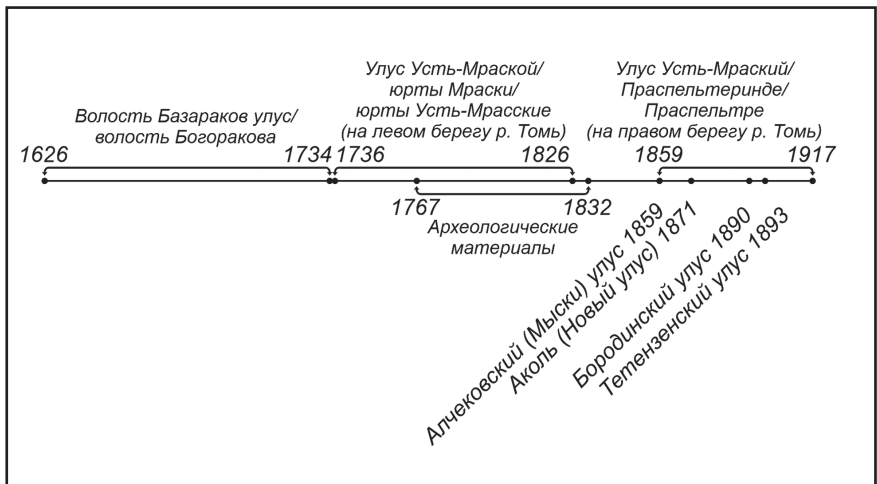 Волость Базараков улус/
волость Богоракова
1626
1734
Улус Усть-Мраской/
юрты Мраски/
юрты Усть-Мрасские
(на левом берегу р. Томь)
1736
1826
Улус Усть-Мраский/
Праспельтеринде/
Праспельтре
(на правом берегу р. Томь)
1859
1917
1767
1832
Археологические
материалы
Алчековский (Мыски) улус 1859
Аколь (Новый улус) 1871
Бородинский улус 1890
Тетензенский улус 1893